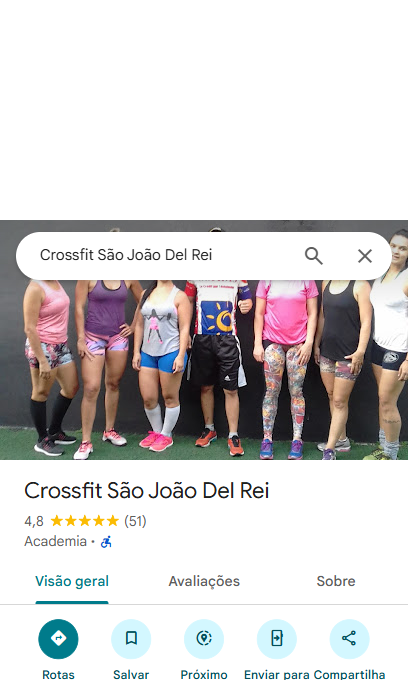 Crossfit São João Del Rei
Crossfit São João Del Rei
4,8 (51)
Academia ·
Visão geral Avaliações Sobre
Rotas Salvar Próximo Enviar para Compartilha